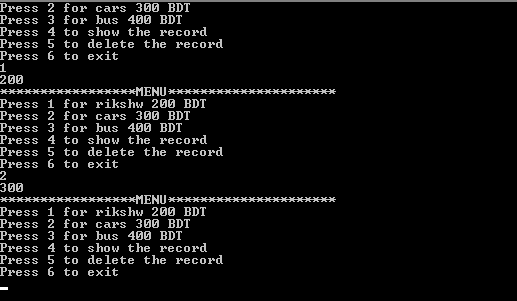 Press 2 for cars 300 BDT
Press 3 for bus 400 BDT
Press 4 to show the record
Press 5 to delete the record
Press 6 to exit
1
200
*****************MENU*********************
Press 1 for rikshw 200 BDT
Press 2 for cars 300 BDT
Press 3 for bus 400 BDT
Press 4 to show the record
Press 5 to delete the record
Press 6 to exit
2
300
*****************MENU*********************
Press 1 for rikshw 200 BDT
Press 2 for cars 300 BDT
Press 3 for bus 400 BDT
Press 4 to show the record
Press 5 to delete the record
Press 6 to exit